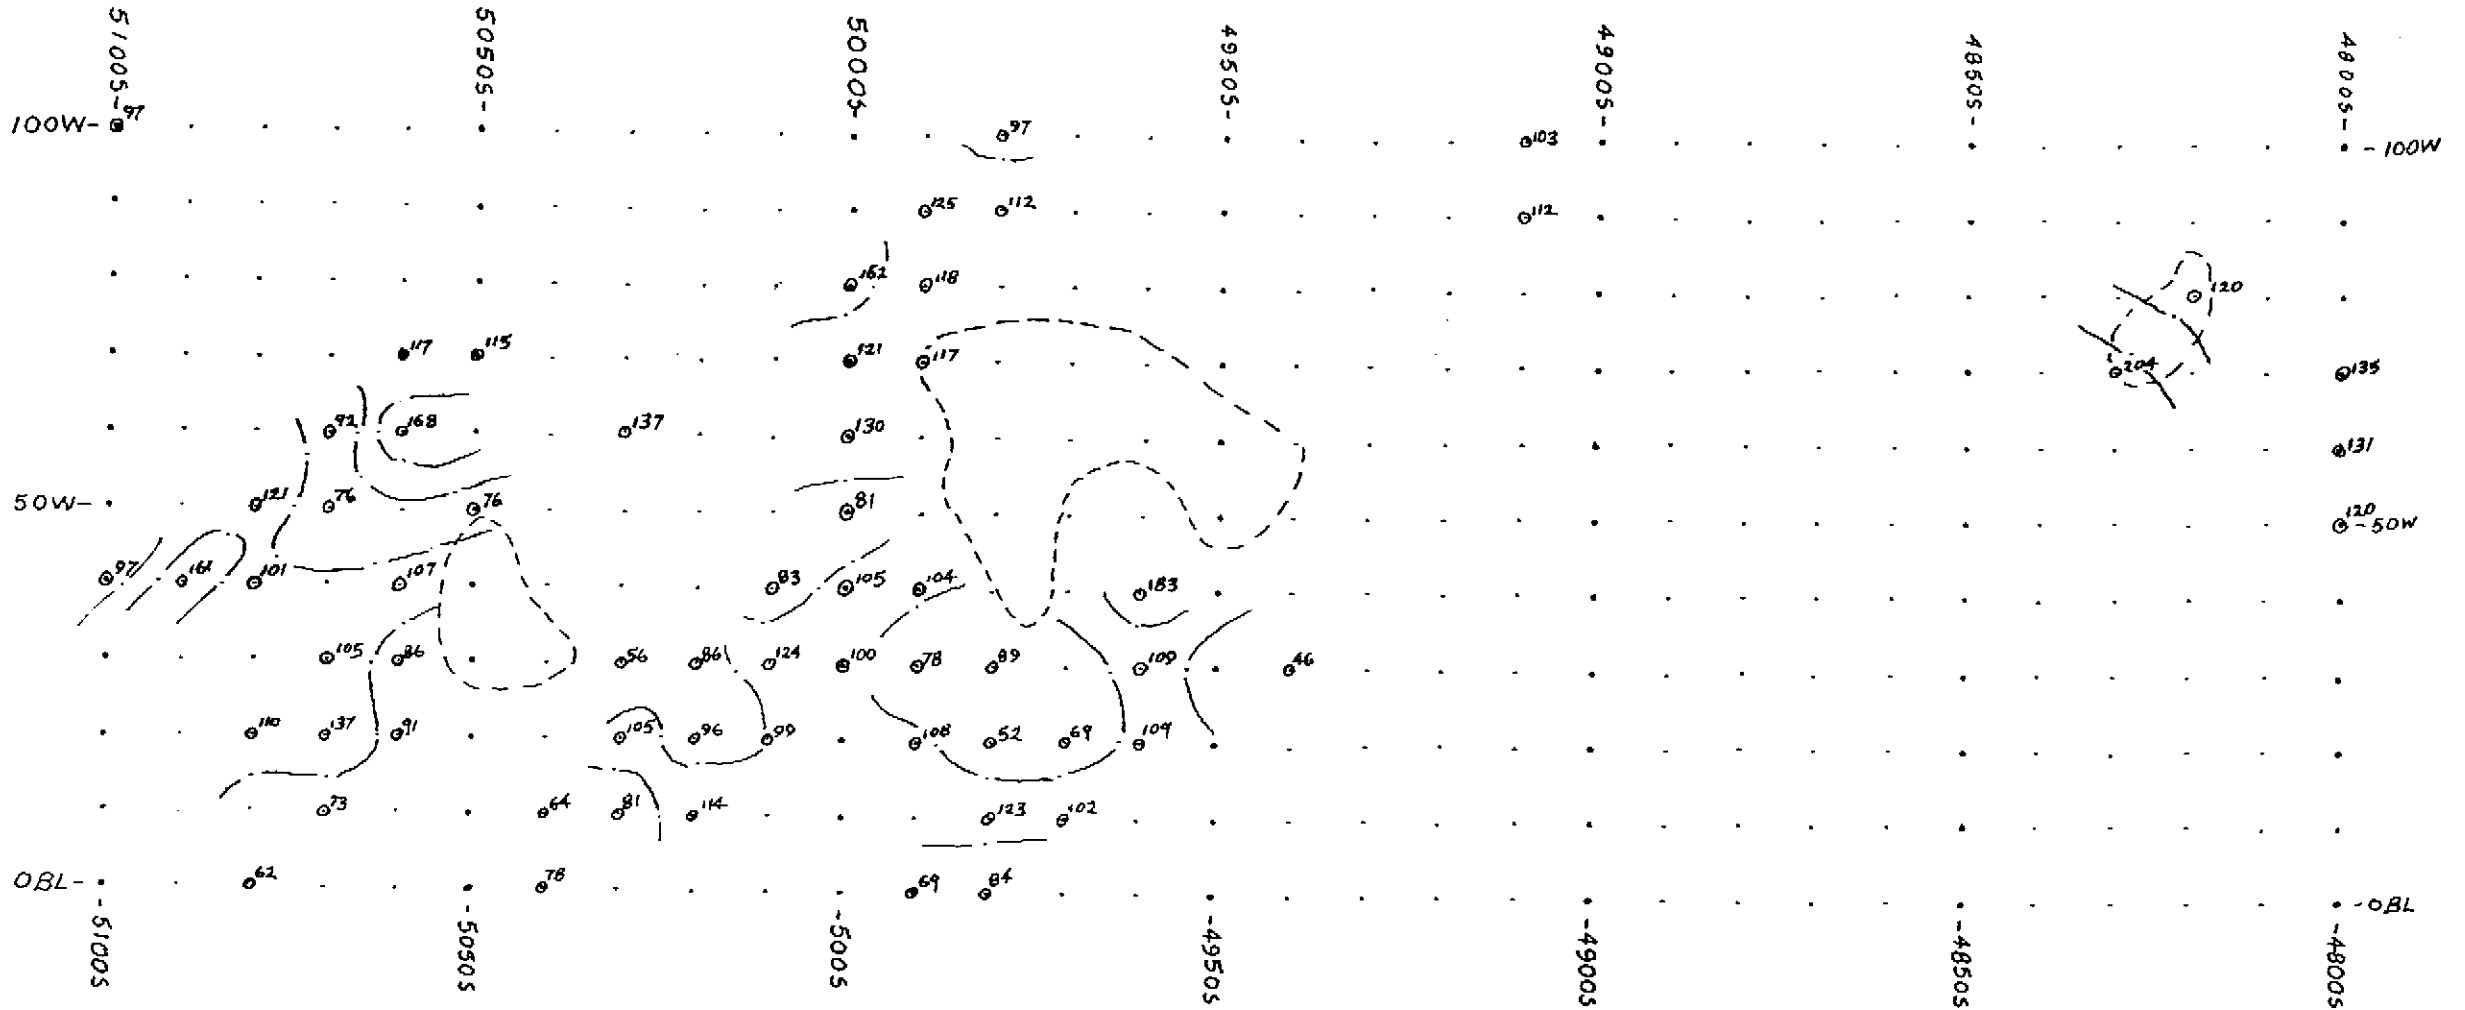 5100S- 5050S- 5000S- 4950S- 4900S- 4850S- 4800S-
100W- 97 97 103 -100W
125 112 112
162 118 120
117 115 121 117 204 135
92 168 137 130 131
50W- 121 76 76 81 120 -50W
97 161 101 107 83 105 104 183
105 86 56 86 124 100 78 89 109 46
110 137 91 105 96 99 108 52 69 109
73 64 81 114 123 102
OBL- 62 78 69 84 -OBL
-5100S -5050S -5000S -4950S -4900S -4850S -4800S